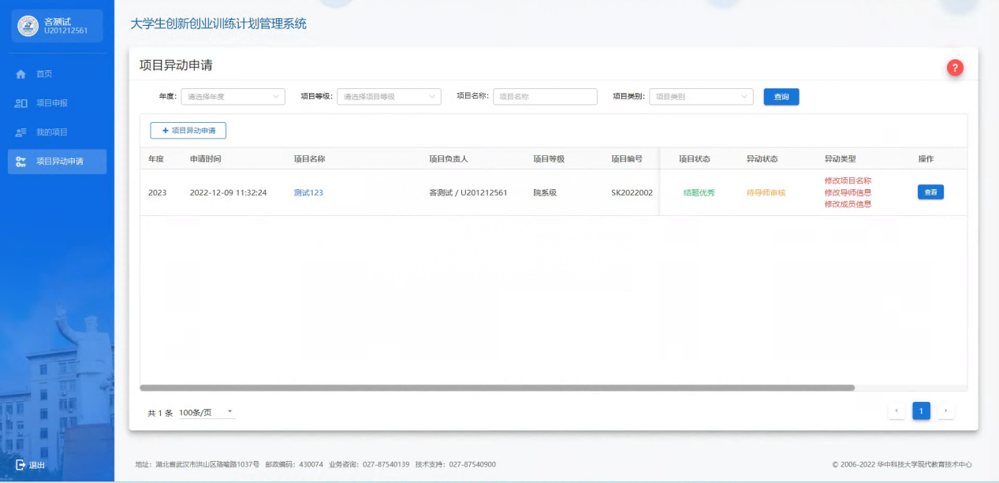 吝测试
U201212561
大学生创新创业训练计划管理系统
首页
项目申报
我的项目
项目异动申请
退出
项目异动申请
?
年度: 请选择年度 项目等级: 请选择项目等级 项目名称: 项目名称 项目类别: 项目类别 查询
+ 项目异动申请
年度 申请时间 项目名称 项目负责人 项目等级 项目编号 项目状态 异动状态 异动类型 操作
2023 2022-12-09 11:32:24 测试123 吝测试 / U201212561 院系级 SK2022002 结题优秀 待导师审核 修改项目名称 查看
修改导师信息
修改成员信息
共 1 条 100条/页 1
地址: 湖北省武汉市洪山区珞喻路1037号 邮政编码: 430074 业务咨询: 027-87540139 技术支持: 027-87540900 © 2006-2022 华中科技大学现代教育技术中心